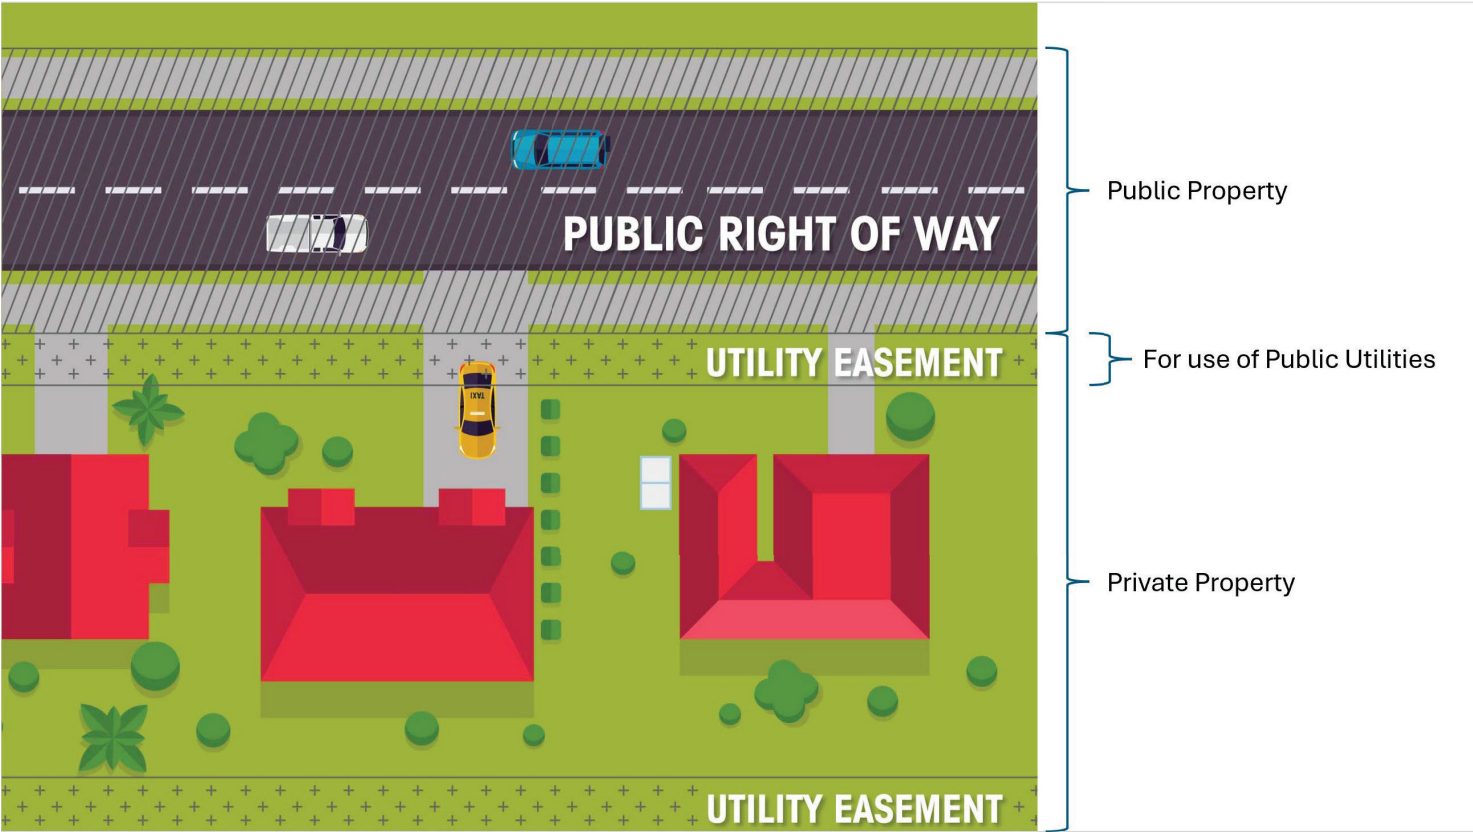 Public Property
PUBLIC RIGHT OF WAY
UTILITY EASEMENT
For use of Public Utilities
TAXI
Private Property
UTILITY EASEMENT